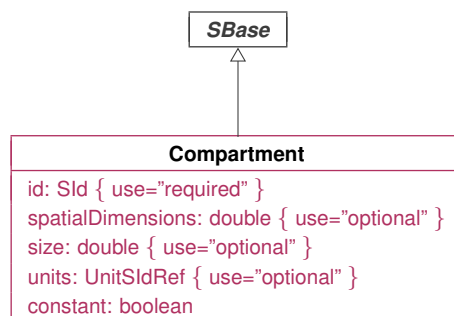 SBase
Compartment
id: SId { use=”required” }
spatialDimensions: double { use=”optional” }
size: double { use=”optional” }
units: UnitSIdRef { use=”optional” }
constant: boolean